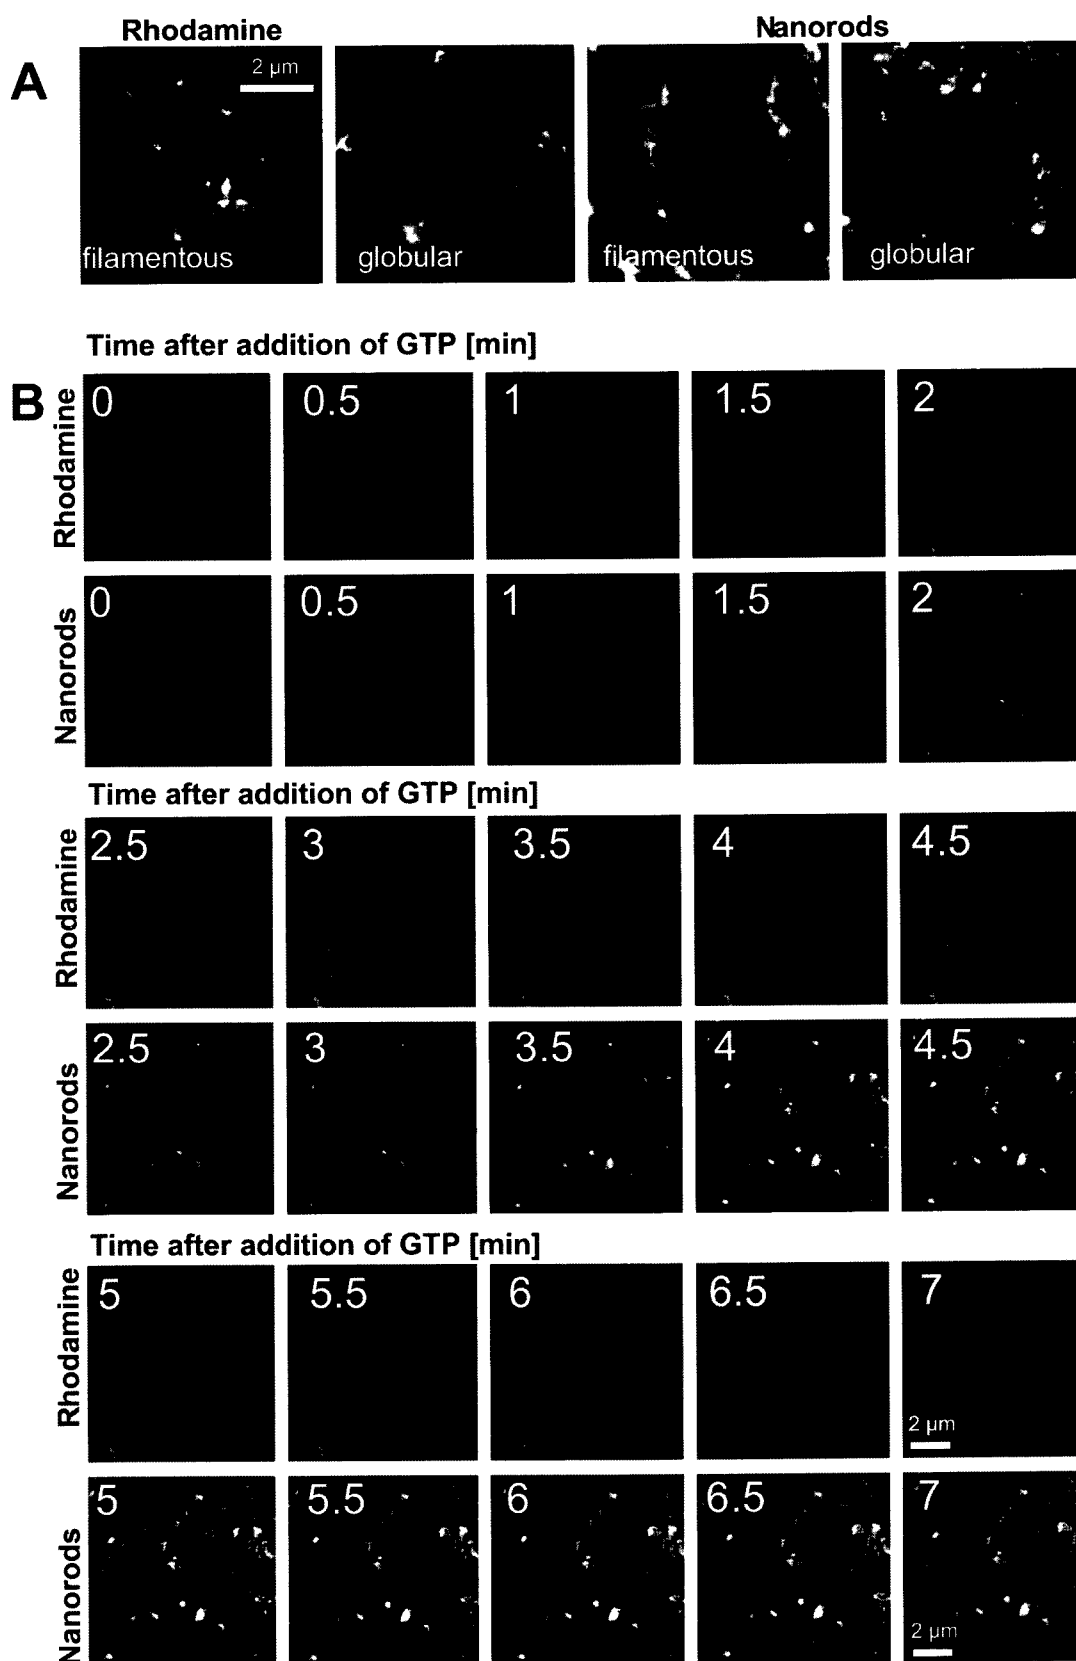 Rhodamine Nanorods
A
2 µm
filamentous globular filamentous globular
Time after addition of GTP [min]
B
Rhodamine
0 0.5 1 1.5 2
Nanorods
0 0.5 1 1.5 2
Time after addition of GTP [min]
Rhodamine
2.5 3 3.5 4 4.5
Nanorods
2.5 3 3.5 4 4.5
Time after addition of GTP [min]
Rhodamine
5 5.5 6 6.5 7
2 µm
Nanorods
5 5.5 6 6.5 7
2 µm